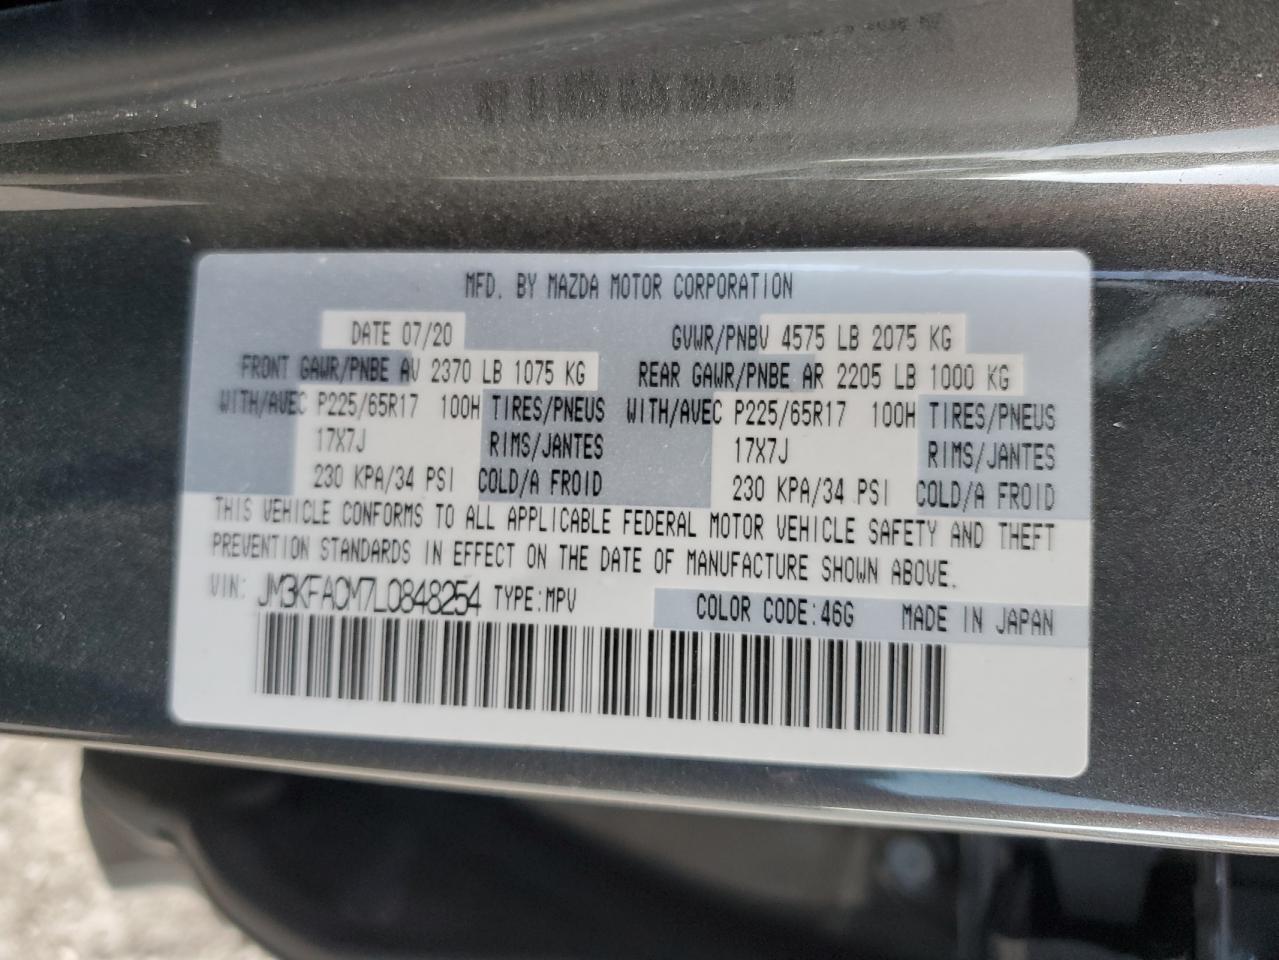 MFD. BY MAZDA MOTOR CORPORATION
DATE 07/20 GVWR/PNBV 4575 LB 2075 KG
FRONT GAWR/PNBE AV 2370 LB 1075 KG REAR GAWR/PNBE AR 2205 LB 1000 KG
WITH/AVEC P225/65R17 100H TIRES/PNEUS WITH/AVEC P225/65R17 100H TIRES/PNEUS
17X7J RIMS/JANTES 17X7J RIMS/JANTES
230 KPA/34 PSI COLD/A FROID 230 KPA/34 PSI COLD/A FROID
THIS VEHICLE CONFORMS TO ALL APPLICABLE FEDERAL MOTOR VEHICLE SAFETY AND THEFT
PREVENTION STANDARDS IN EFFECT ON THE DATE OF MANUFACTURE SHOWN ABOVE.
VIN: JM3KFACM7L0848254 TYPE:MPV COLOR CODE:46G MADE IN JAPAN